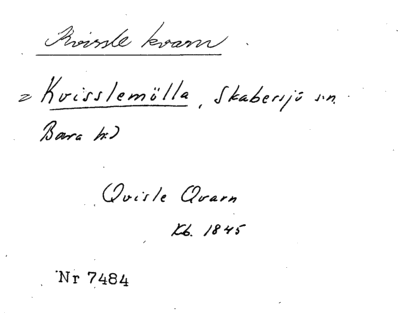 Kvissle kvarn
= Kvisslemölla, Skabersjö sn.
Bara hd
Qvisle Qvarn
Kb. 1845
Nr 7484